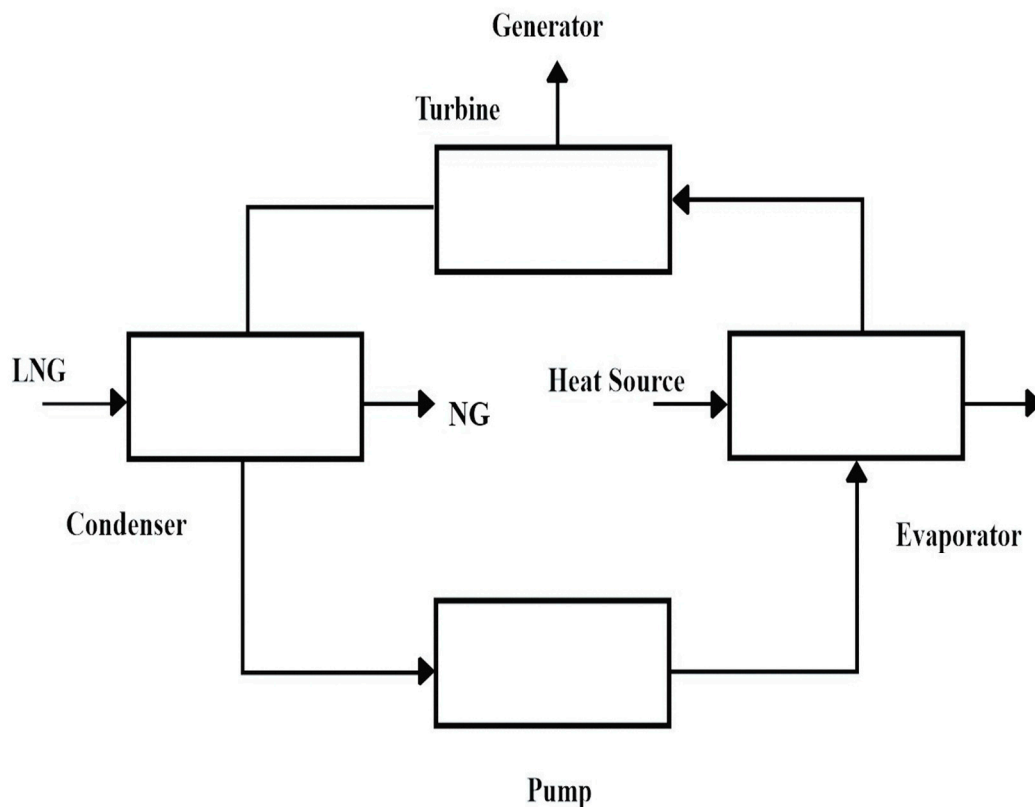 Generator
Turbine
LNG
Heat Source
NG
Condenser
Evaporator
Pump